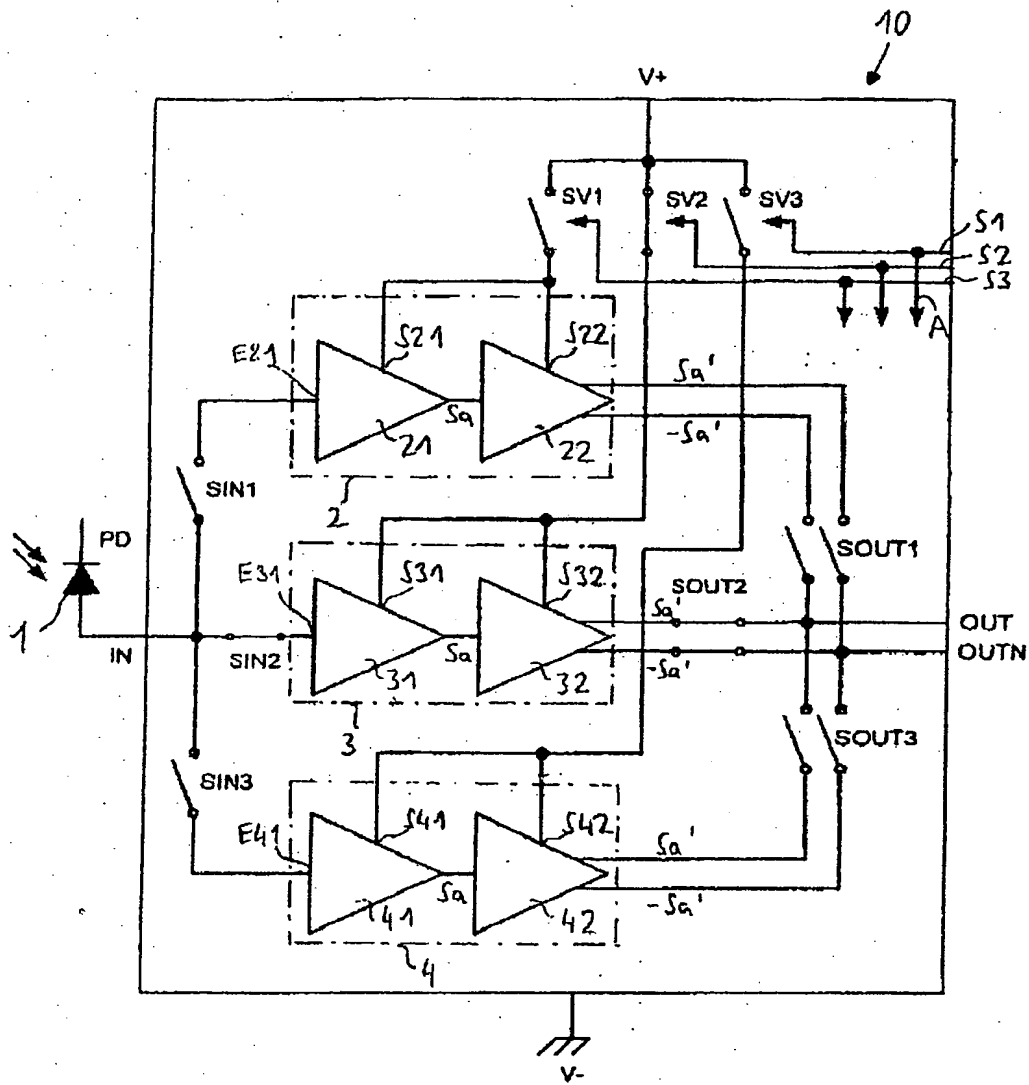 10
V+
SV1
SV2
SV3
S1
S2
S3
A
E21
S21
S22
Sa
21
22
Sa'
-Sa'
SIN1
2
PD
1
IN
SIN2
E31
S31
S32
Sa
31
32
SOUT2
Sa'
-Sa'
SOUT1
OUT
OUTN
3
SIN3
SOUT3
E41
S41
S42
Sa
41
42
Sa'
-Sa'
4
V-